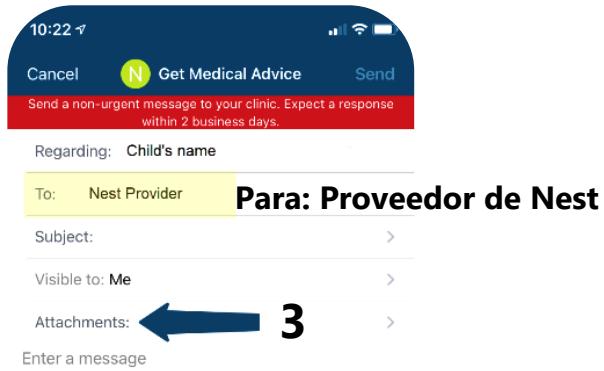 10:22
Cancel N Get Medical Advice Send
Send a non-urgent message to your clinic. Expect a response
within 2 business days.
Regarding: Child's name
To: Nest Provider Para: Proveedor de Nest
Subject:
Visible to: Me
Attachments: 3
Enter a message